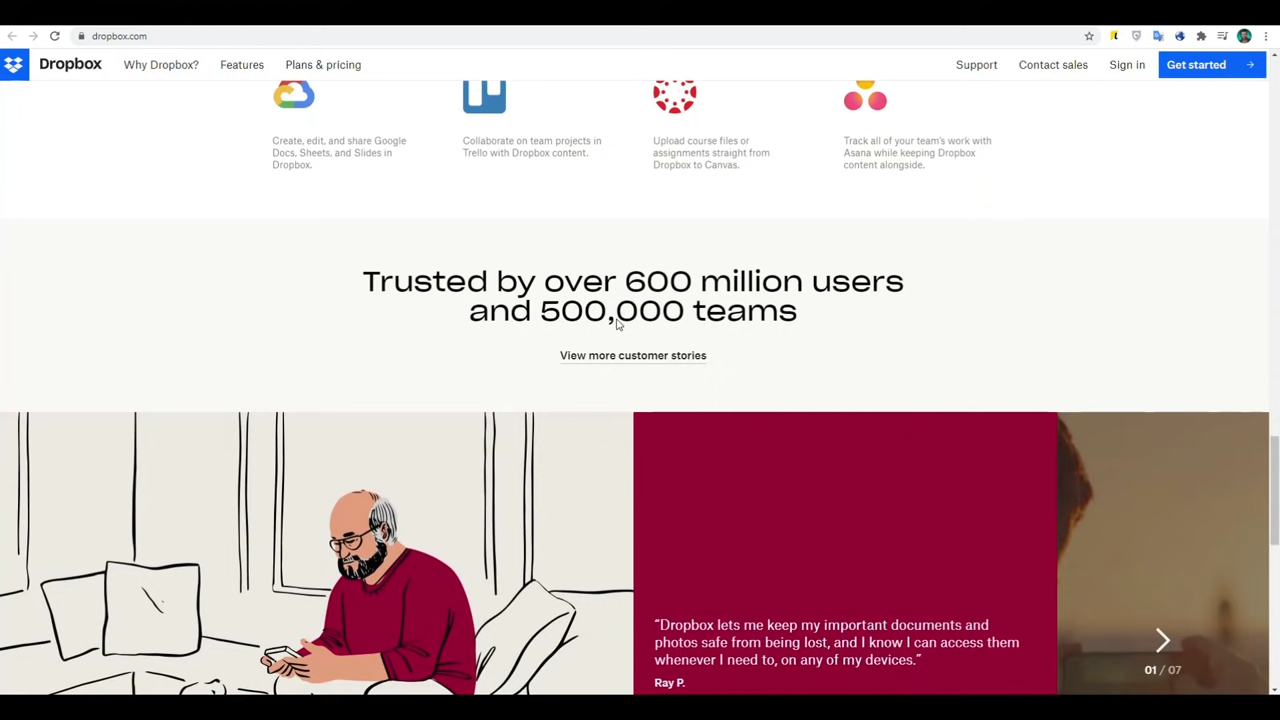 dropbox.com
Dropbox
Why Dropbox?
Features
Plans & pricing
Support
Contact sales
Sign in
Get started
Create, edit, and share Google
Docs, Sheets, and Slides in
Dropbox.
Collaborate on team projects in
Trello with Dropbox content.
Upload course files or
assignments straight from
Dropbox to Canvas.
Track all of your team's work with
Asana while keeping Dropbox
content alongside.
Trusted by over 600 million users
and 500,000 teams
View more customer stories
“Dropbox lets me keep my important documents and
photos safe from being lost, and I know I can access them
whenever I need to, on any of my devices.”
Ray P.
01 / 07